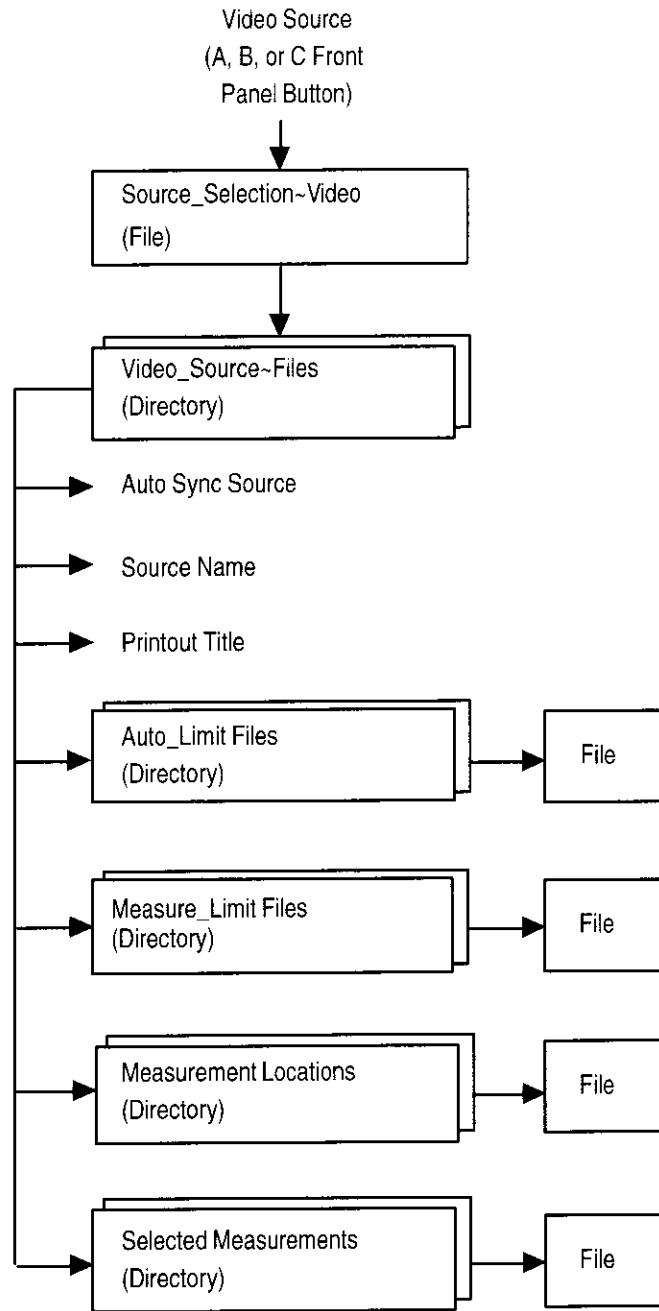 Video Source
(A, B, or C Front
Panel Button)
Source_Selection~Video
(File)
Video_Source~Files
(Directory)
Auto Sync Source
Source Name
Printout Title
Auto_Limit Files
(Directory)
File
Measure_Limit Files
(Directory)
File
Measurement Locations
(Directory)
File
Selected Measurements
(Directory)
File